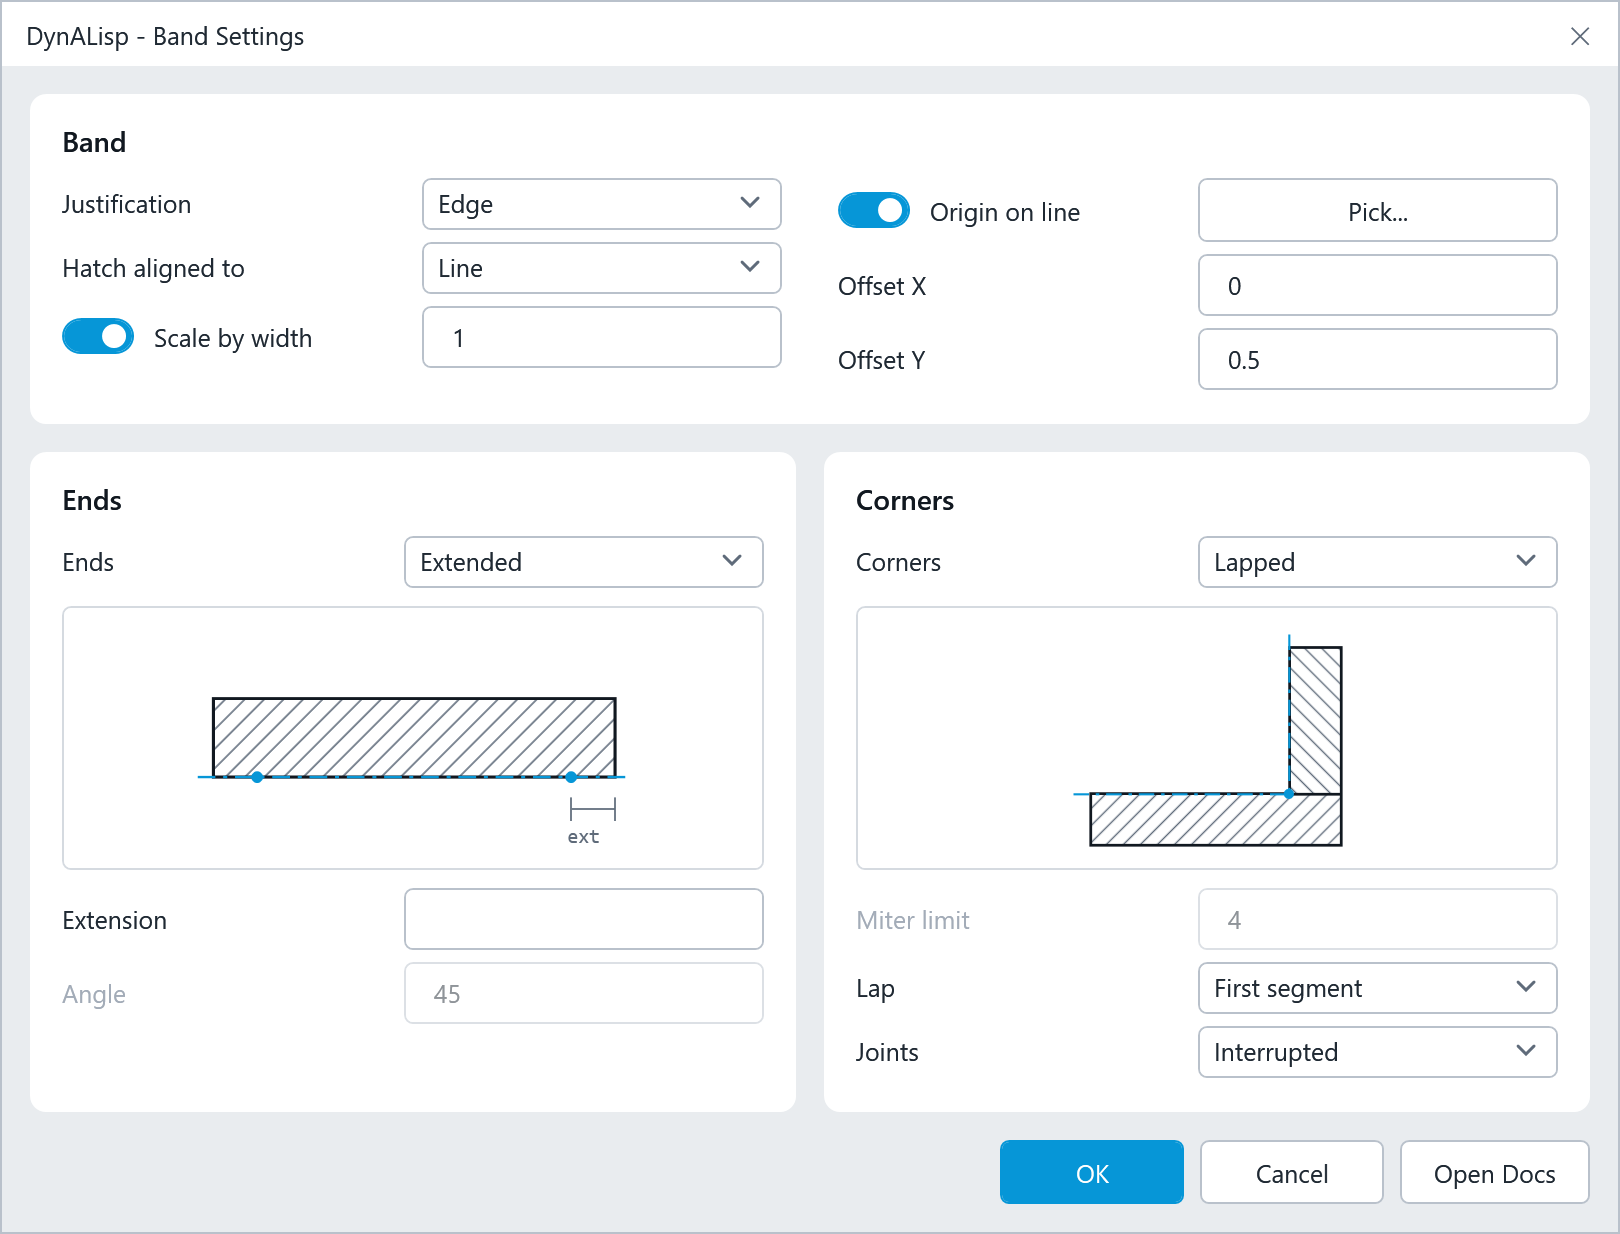 DynALisp - Band Settings
Band
Justification
Edge
Hatch aligned to
Line
Scale by width
1
Origin on line
Pick...
Offset X
0
Offset Y
0.5
Ends
Ends
Extended
ext
Extension
Angle
45
Corners
Corners
Lapped
Miter limit
4
Lap
First segment
Joints
Interrupted
OK
Cancel
Open Docs